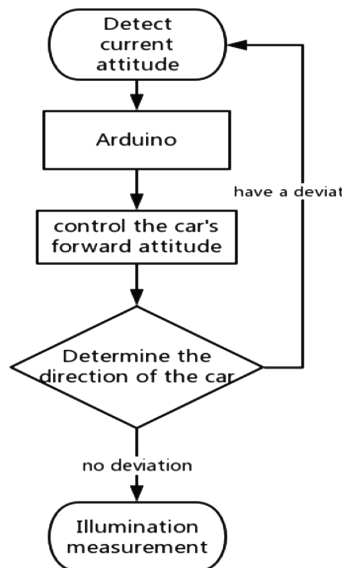 Detect
current
attitude
Arduino
have a
control the car's
forward attitude
Determine the
direction of the car
no deviation
Illumination
measurement